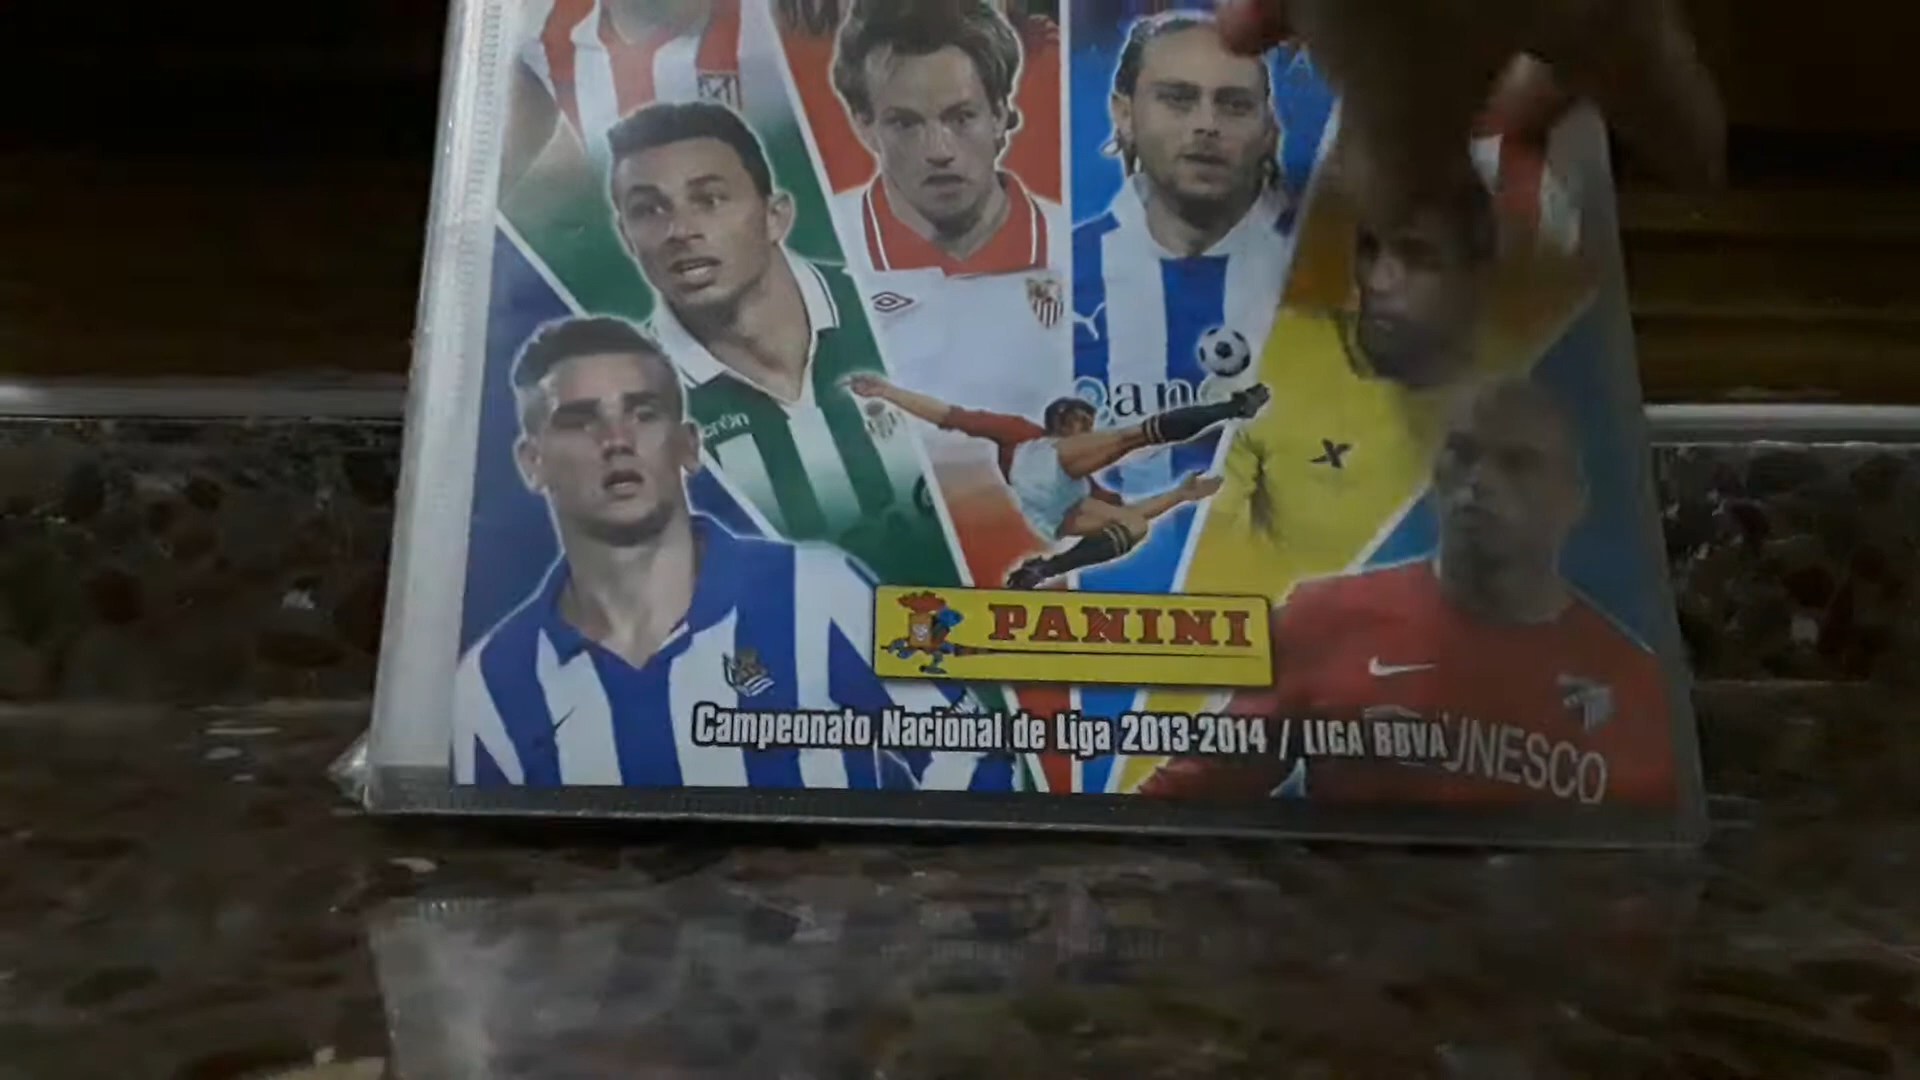 PANINI
Campeonato Nacional de Liga 2013-2014 / LIGA BBVA
UNESCO